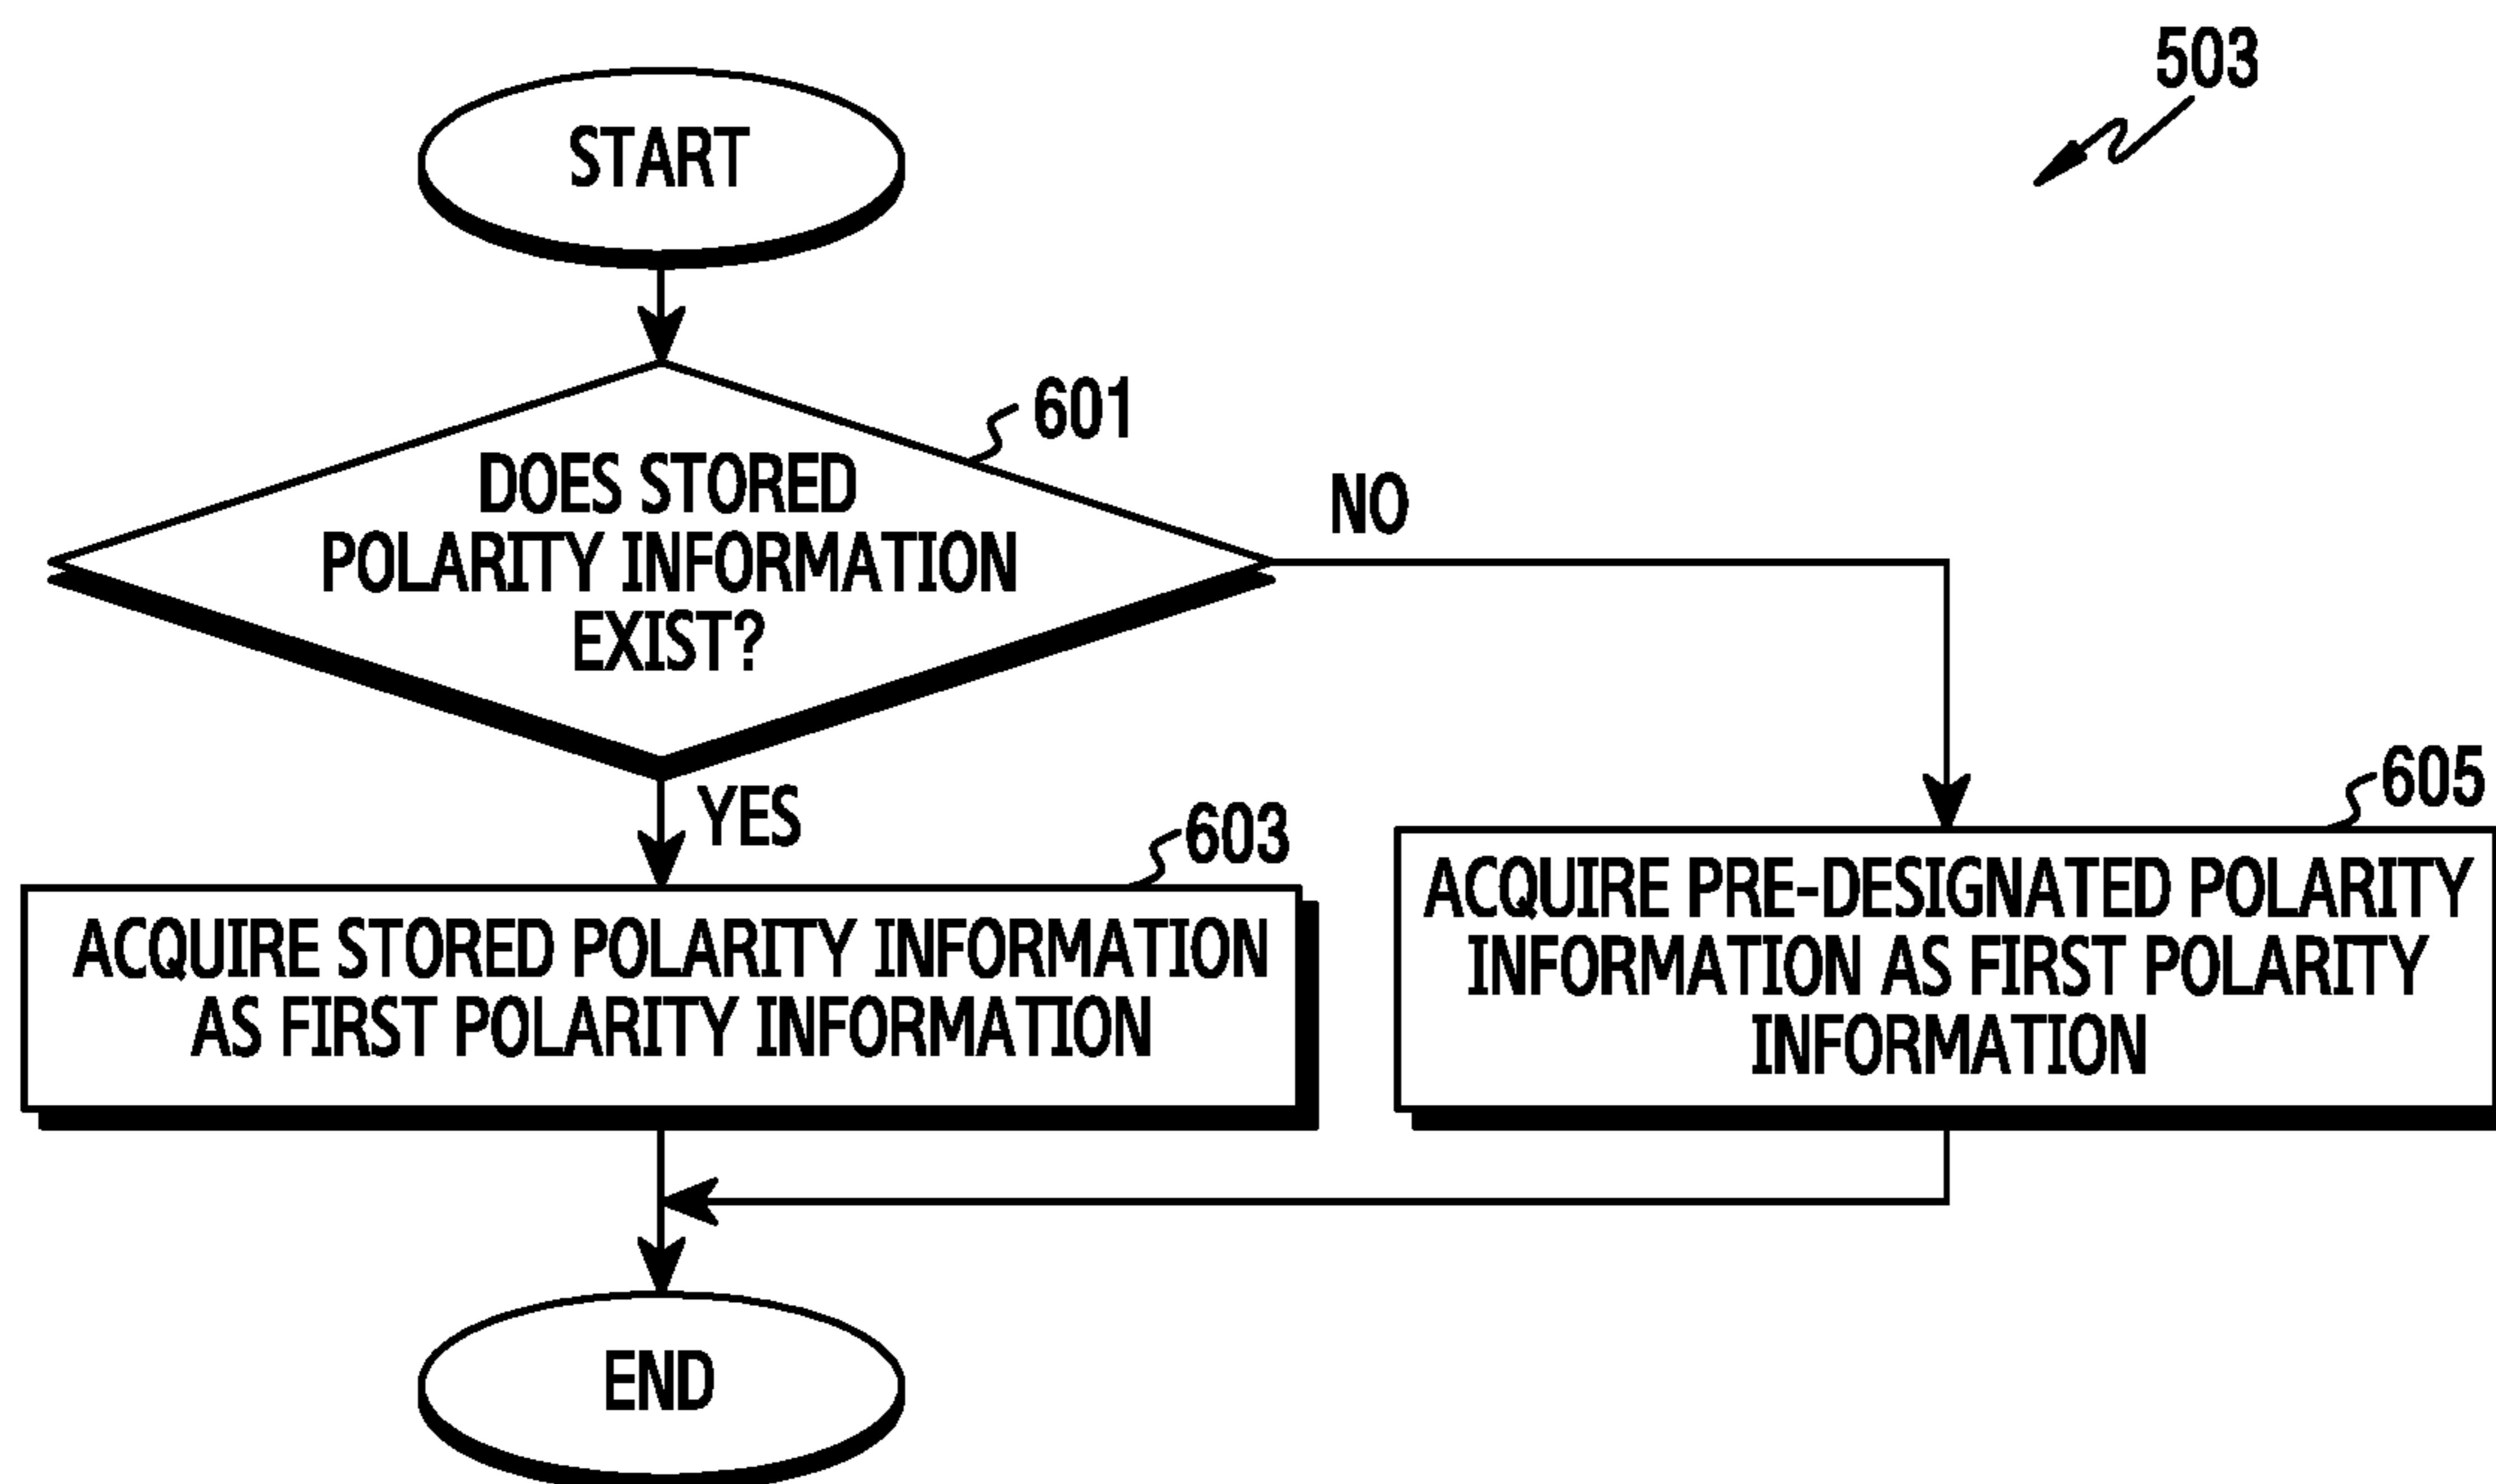 503
START
601
DOES STORED
POLARITY INFORMATION
EXIST?
NO
YES
603
ACQUIRE STORED POLARITY INFORMATION
AS FIRST POLARITY INFORMATION
605
ACQUIRE PRE-DESIGNATED POLARITY
INFORMATION AS FIRST POLARITY
INFORMATION
END